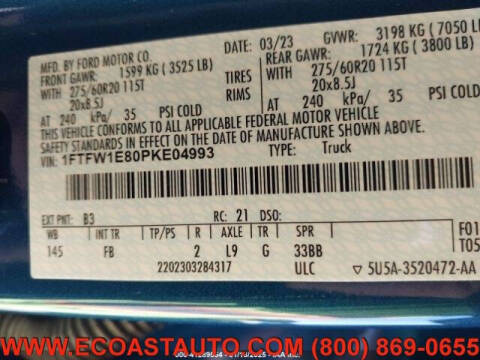 MFD. BY FORD MOTOR CO.
DATE: 03/23 GVWR: 3198 KG (7050 LB
FRONT GAWR: 1599 KG (3525 LB)
REAR GAWR: 1724 KG (3800 LB)
WITH 275/60R20 115T TIRES WITH 275/60R20 115T
20x8.5J RIMS 20x8.5J
AT 240 kPa/ 35 PSI COLD AT 240 kPa/ 35 PSI COLD
THIS VEHICLE CONFORMS TO ALL APPLICABLE FEDERAL MOTOR VEHICLE
SAFETY STANDARDS IN EFFECT ON THE DATE OF MANUFACTURE SHOWN ABOVE.
VIN: 1FTFW1E80PKE04993 TYPE: Truck
EXT PNT: B3 RC: 21 DSO:
WB INT TR TP/PS R AXLE TR SPR F01
145 FB 2 L9 G 33BB T05
2202303284317 ULC ▽ 5U5A-3520472-AA
WWW.ECOASTAUTO.COM (800) 869-0655